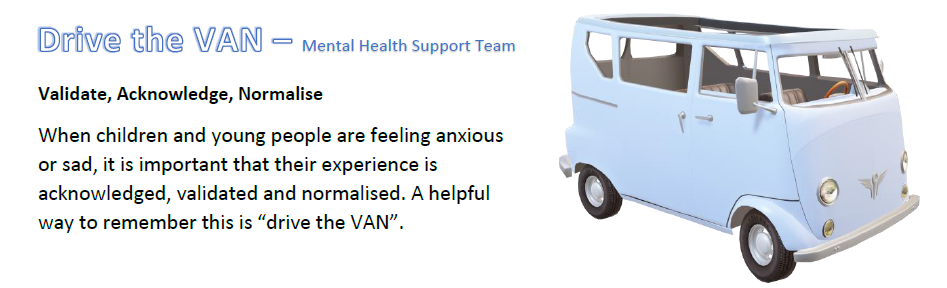 Drive the VAN – Mental Health Support Team
Validate, Acknowledge, Normalise
When children and young people are feeling anxious
or sad, it is important that their experience is
acknowledged, validated and normalised. A helpful
way to remember this is “drive the VAN”.